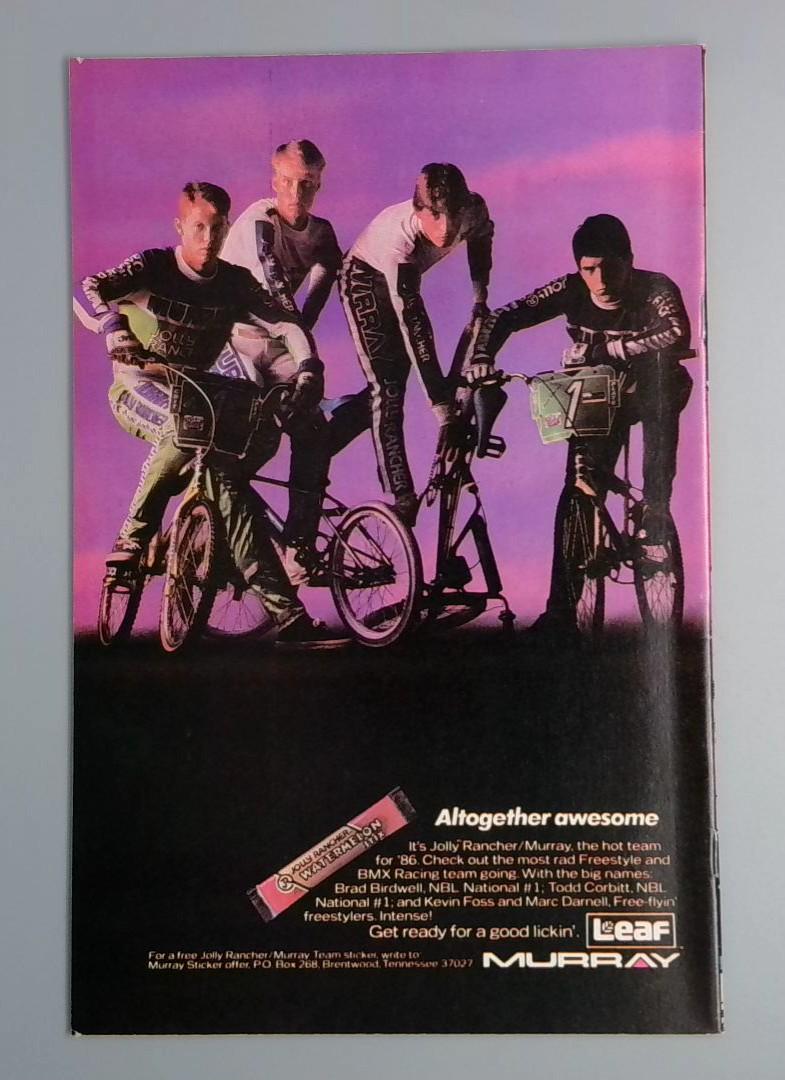 MURRAY
JOLLY RANCHER
JOLLY
RANCHER
1
JOLLY RANCHER
WATERMELON
STIX
Altogether awesome
It's Jolly Rancher/Murray, the hot team
for '86. Check out the most rad Freestyle and
BMX Racing team going. With the big names:
Brad Birdwell, NBL National #1; Todd Corbitt, NBL
National #1; and Kevin Foss and Marc Darnell, Free-flyin'
freestylers. Intense!
Get ready for a good lickin'.
Leaf
For a free Jolly Rancher/Murray Team sticker, write to:
Murray Sticker offer, P.O. Box 268, Brentwood, Tennessee 37027
MURRAY